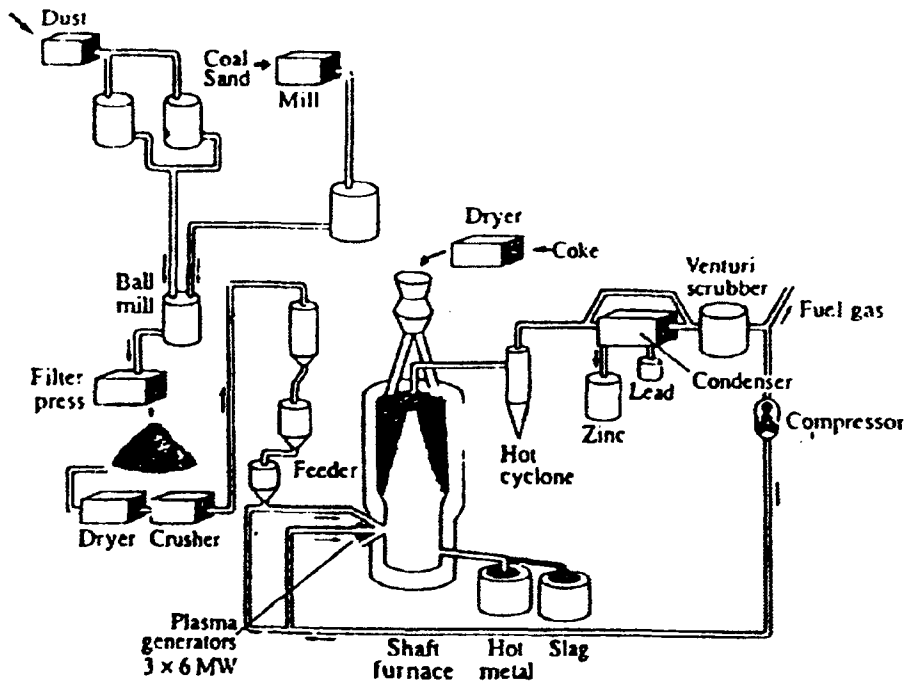 Dust
Coal
Sand
Mill
Dryer
Coke
Ball
mill
Venturi
scrubber
Fuel gas
Filter
press
Condenser
Lead
Zinc
Compressor
Hot
cyclone
Feeder
Dryer
Crusher
Plasma
generators
3 × 6 MW
Shaft
furnace
Hot
metal
Slag